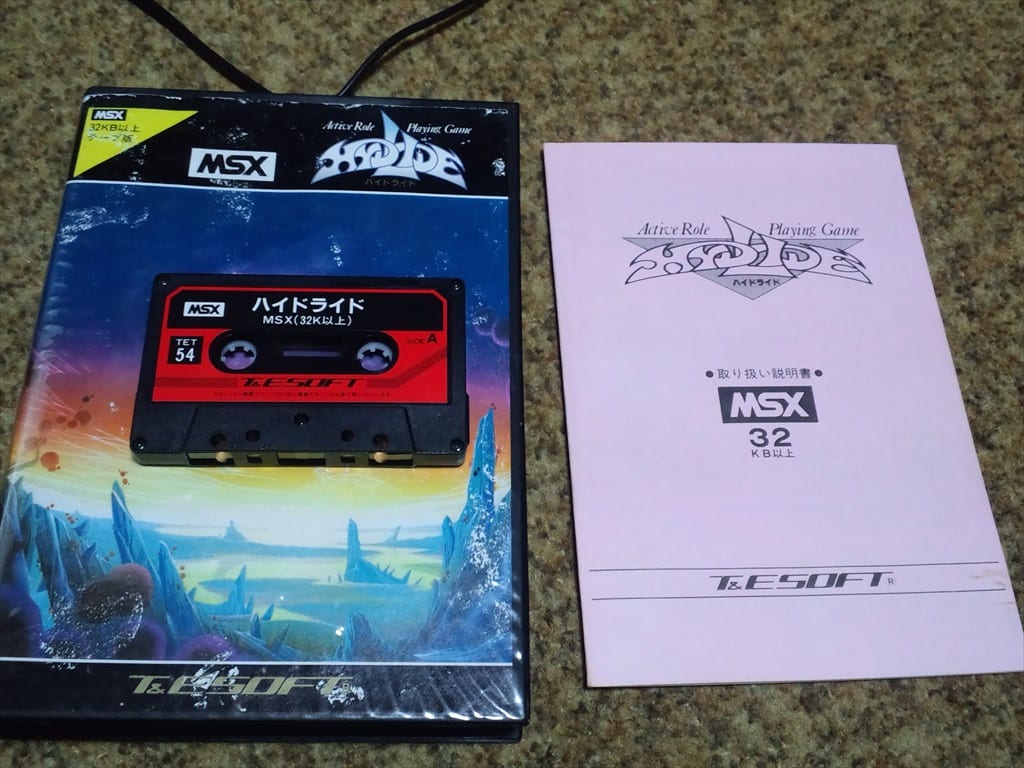 MSX
32KB以上
テープ版
MSX
Active Role Playing Game
HYDLIDE
ハイドライド
MSX
ハイドライド
MSX(32K以上)
TET
54
SIDE A
T&E SOFT
T&E SOFT
Active Role Playing Game
HYDLIDE
ハイドライド
●取り扱い説明書●
MSX
32
KB以上
T&E SOFT®